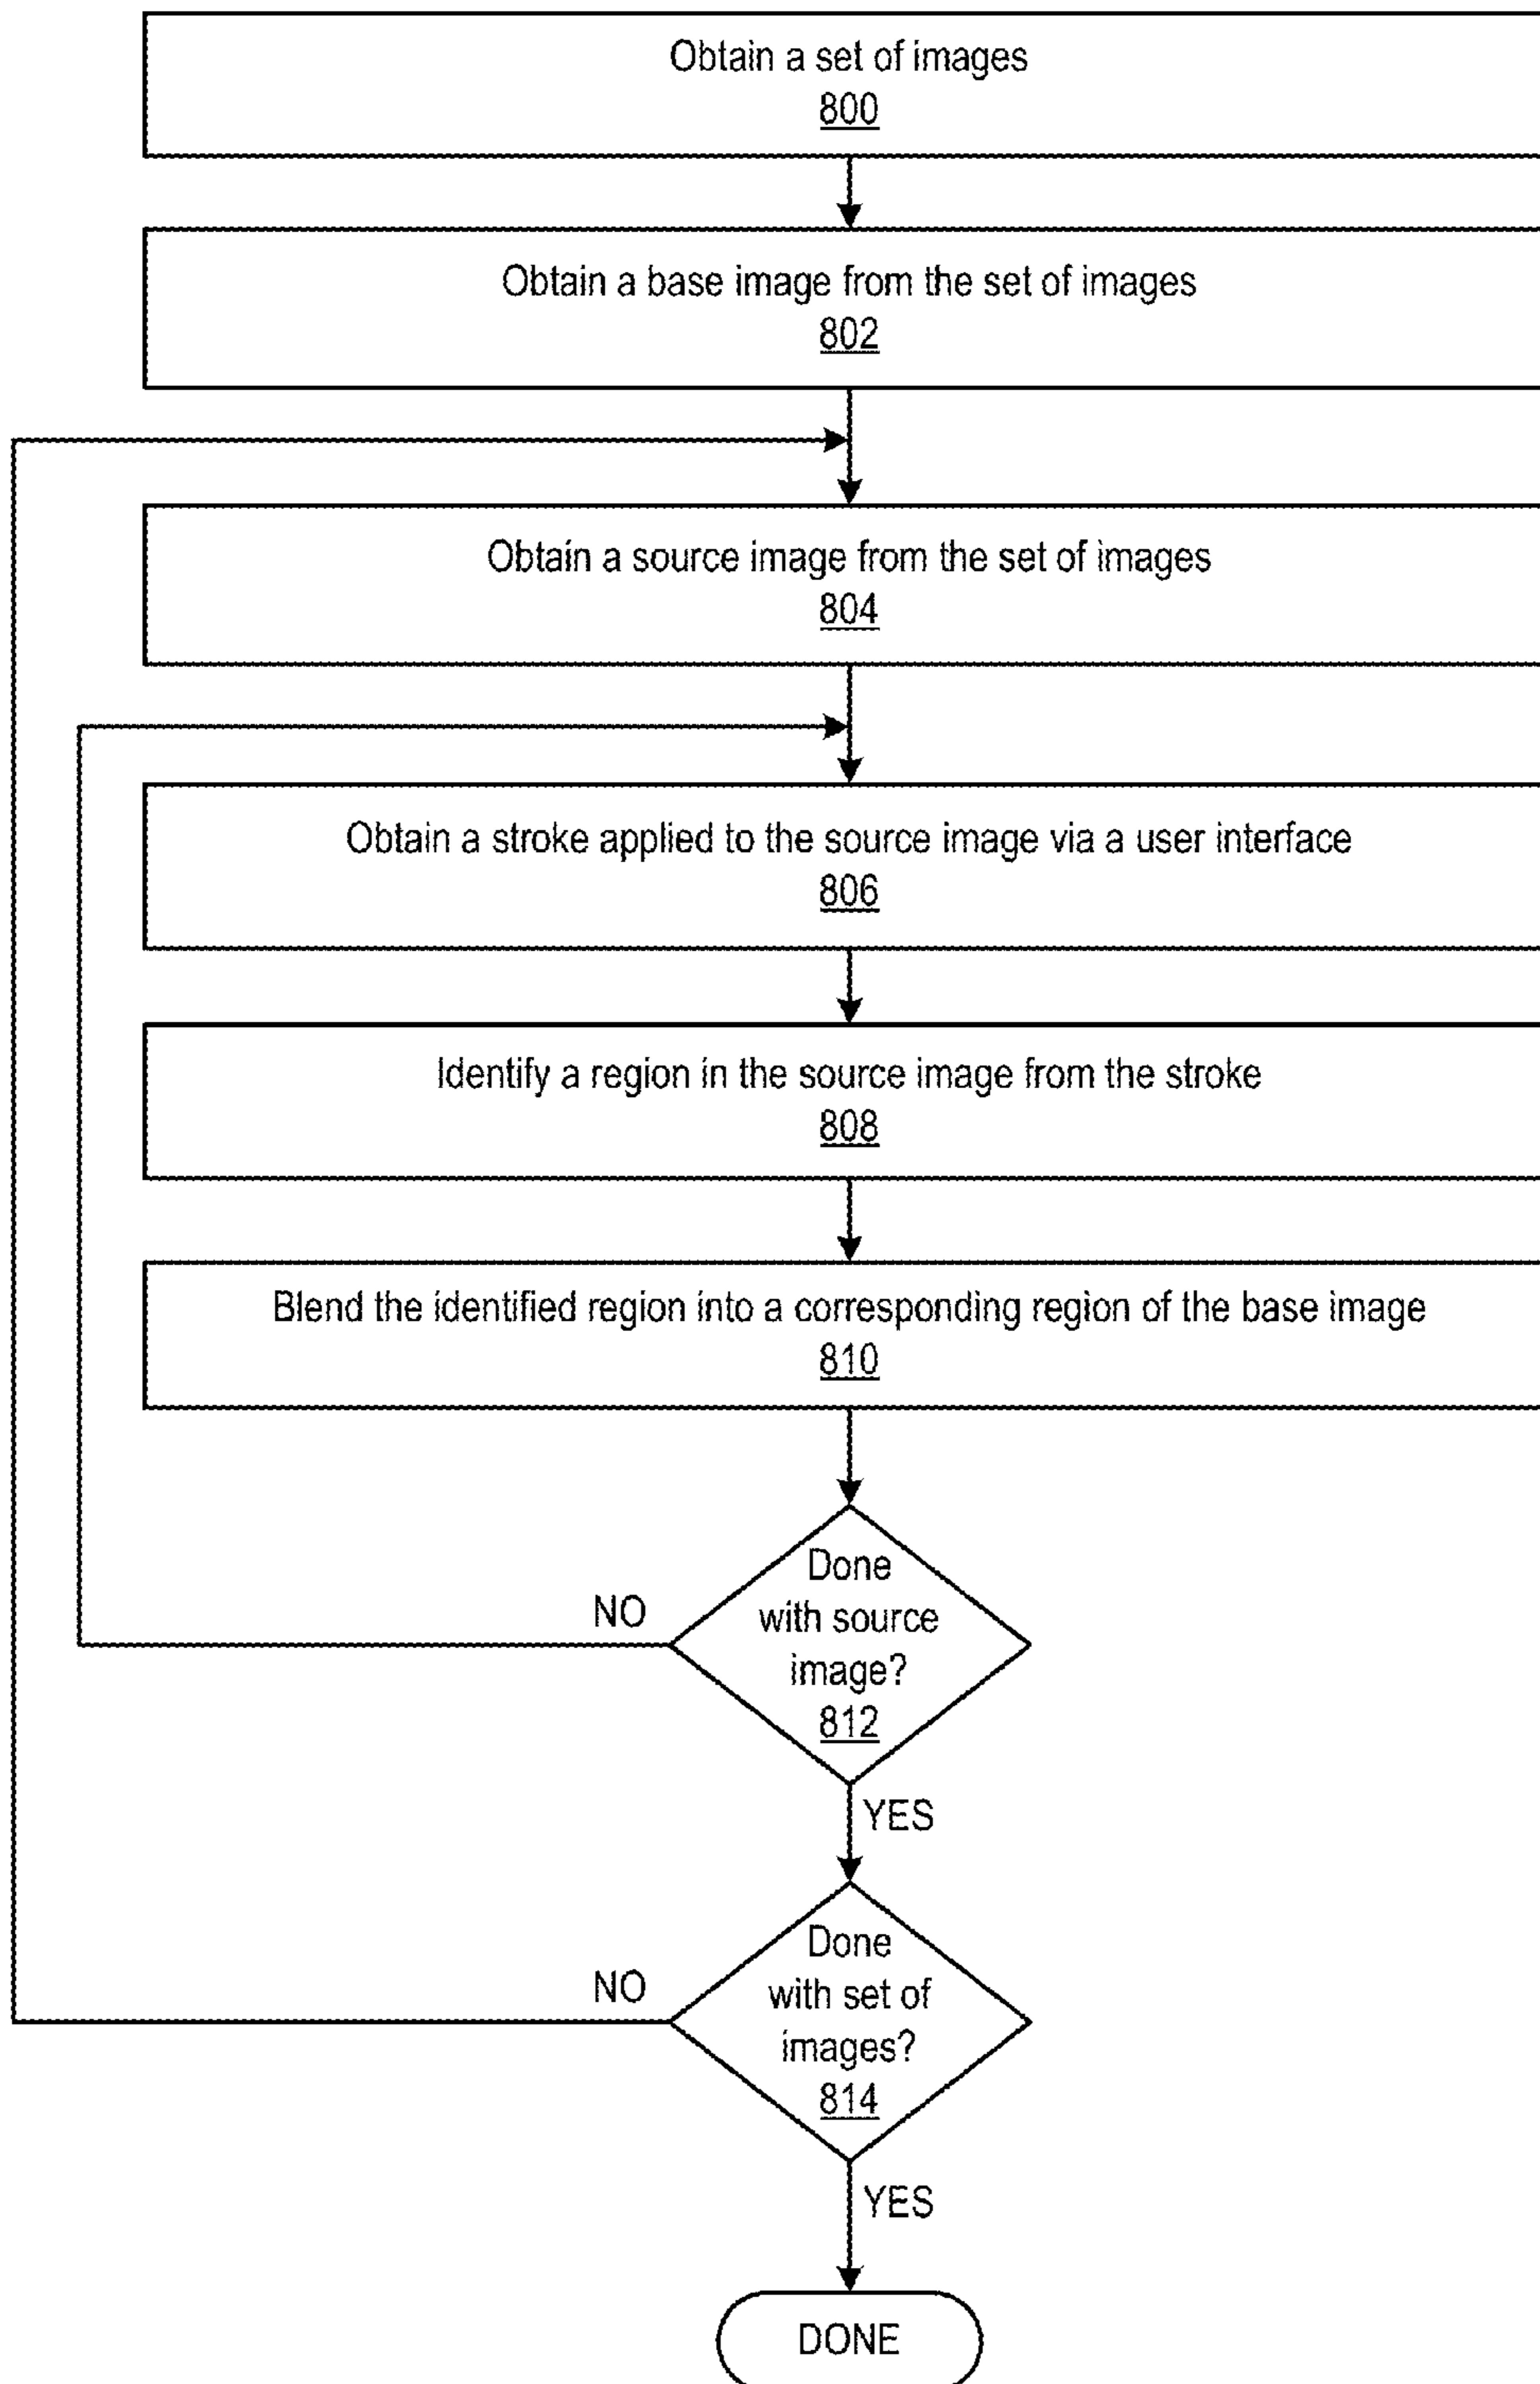 Obtain a set of images
800
Obtain a base image from the set of images
802
Obtain a source image from the set of images
804
Obtain a stroke applied to the source image via a user interface
806
Identify a region in the source image from the stroke
808
Blend the identified region into a corresponding region of the base image
810
Done
with source
image?
812
NO
YES
Done
with set of
images?
814
NO
YES
DONE